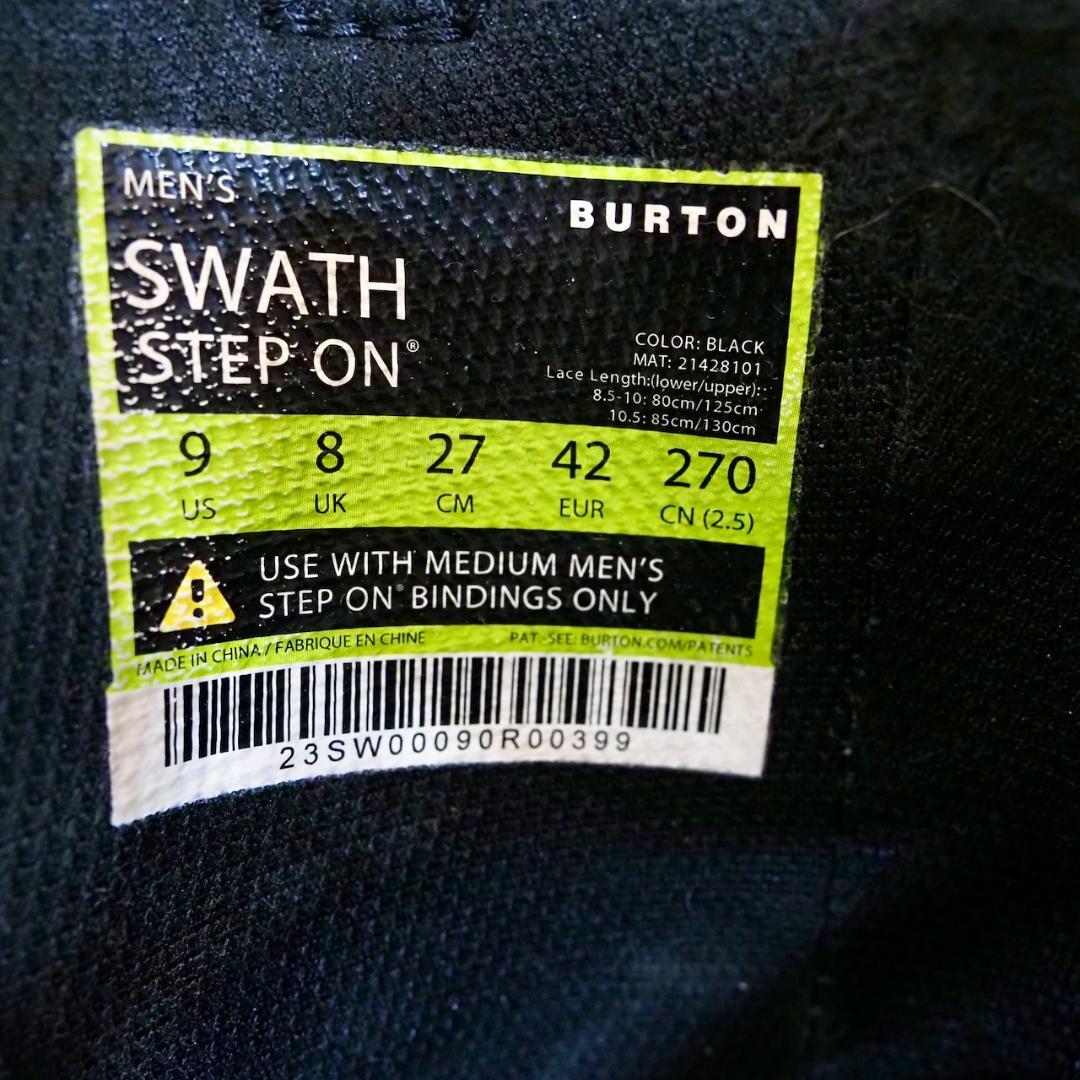 MEN'S
BURTON
SWATH
STEP ON®
COLOR: BLACK
MAT: 21428101
Lace Length:(lower/upper):
8.5-10: 80cm/125cm
10.5: 85cm/130cm
9 8 27 42 270
US UK CM EUR CN (2.5)
USE WITH MEDIUM MEN'S
STEP ON® BINDINGS ONLY
MADE IN CHINA / FABRIQUE EN CHINE PAT.-SEE: BURTON.COM/PATENTS
23SW00090R00399